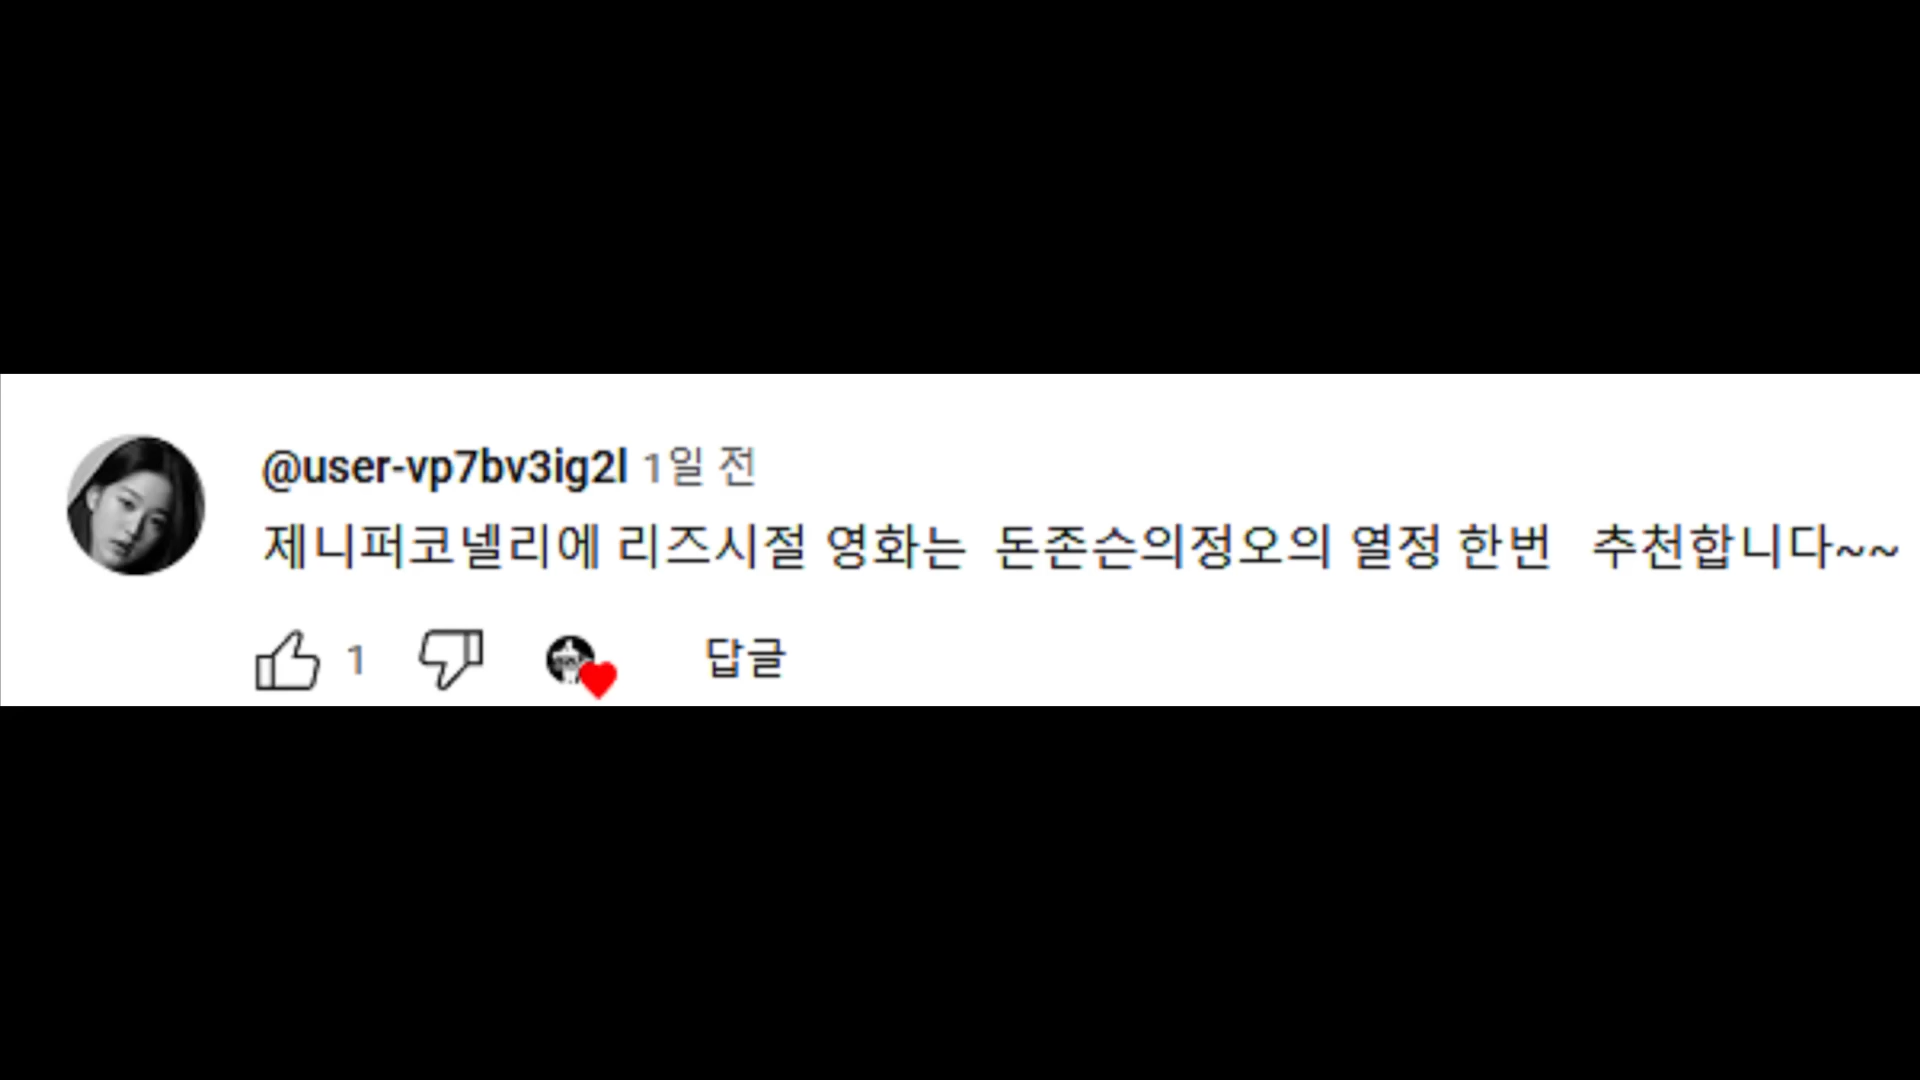 @user-vp7bv3ig2l 1일 전
제니퍼코넬리에 리즈시절 영화는  돈존슨의정오의 열정 한번   추천합니다~~
1 답글